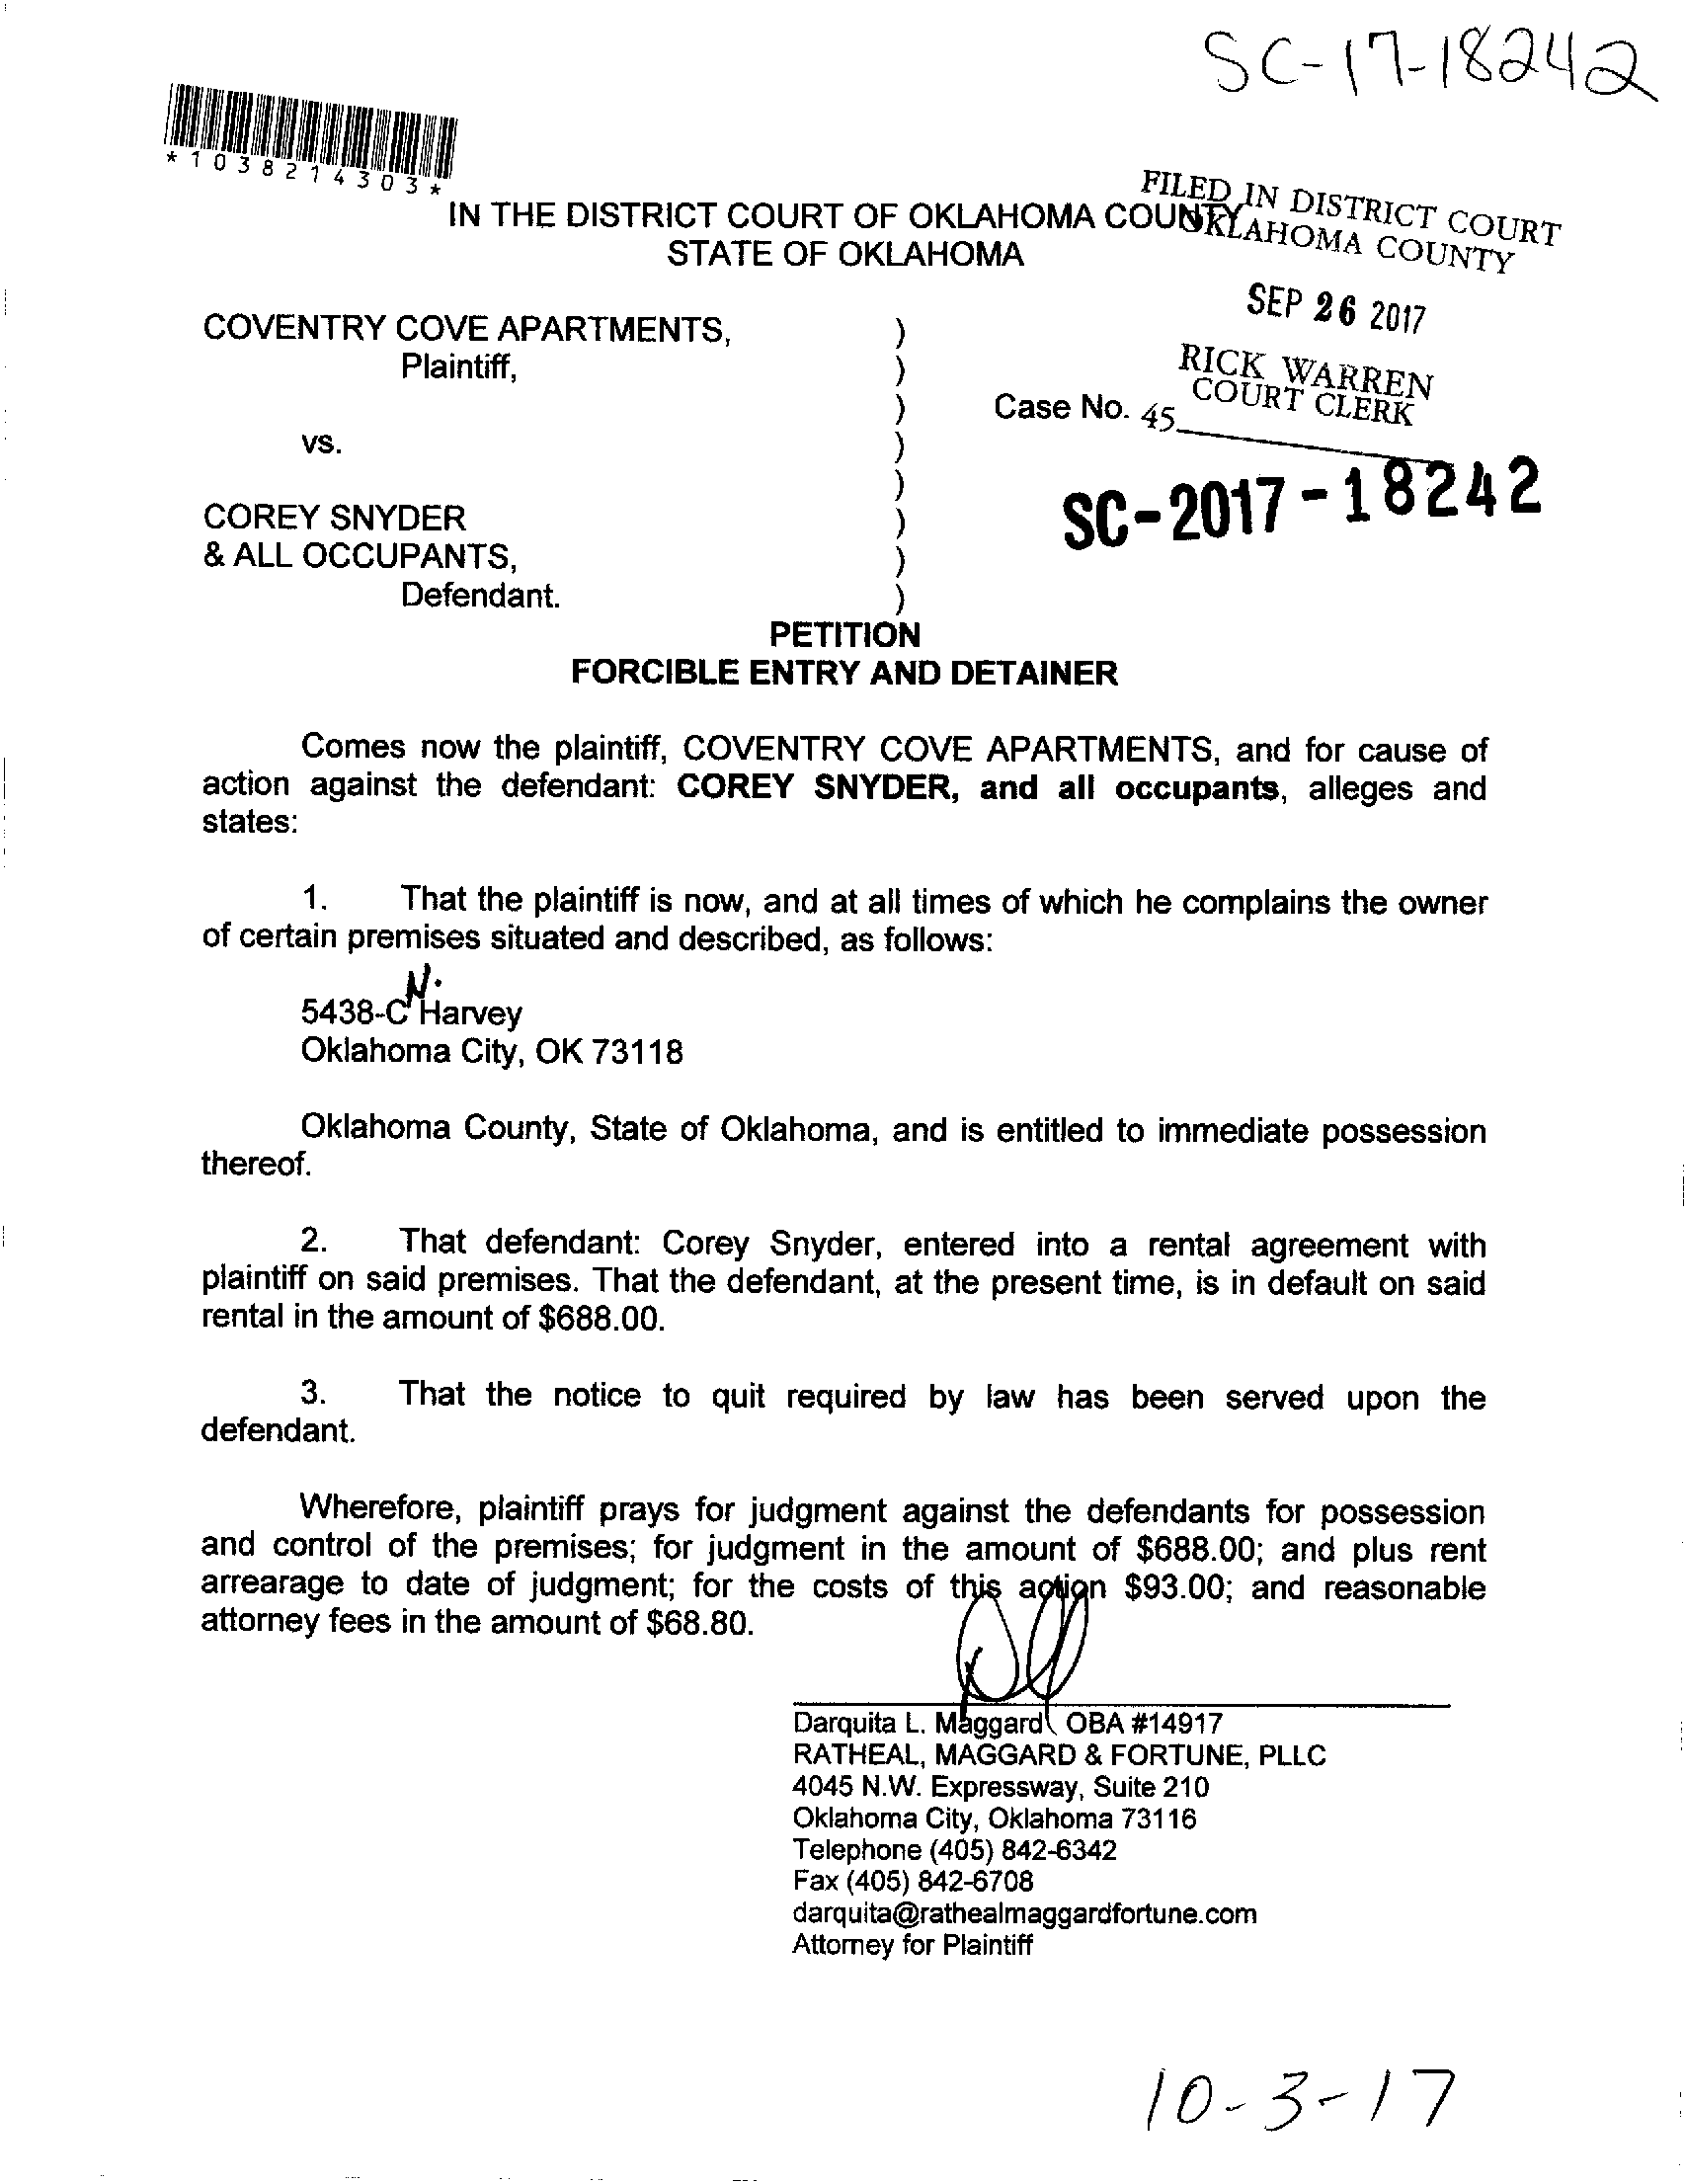 SC-17-18242
*1038214303*
FILED IN DISTRICT COURT
OKLAHOMA COUNTY
IN THE DISTRICT COURT OF OKLAHOMA COUNTY
STATE OF OKLAHOMA
SEP 26 2017
RICK WARREN
COURT CLERK
45
COVENTRY COVE APARTMENTS, )
Plaintiff, )
) Case No.
vs. )
)
SC-2017-18242
COREY SNYDER )
& ALL OCCUPANTS, )
Defendant. )
PETITION
FORCIBLE ENTRY AND DETAINER
Comes now the plaintiff, COVENTRY COVE APARTMENTS, and for cause of
action against the defendant: COREY SNYDER, and all occupants, alleges and
states:
1. That the plaintiff is now, and at all times of which he complains the owner
of certain premises situated and described, as follows:
5438-C N. Harvey
Oklahoma City, OK 73118
Oklahoma County, State of Oklahoma, and is entitled to immediate possession
thereof.
2. That defendant: Corey Snyder, entered into a rental agreement with
plaintiff on said premises. That the defendant, at the present time, is in default on said
rental in the amount of $688.00.
3. That the notice to quit required by law has been served upon the
defendant.
Wherefore, plaintiff prays for judgment against the defendants for possession
and control of the premises; for judgment in the amount of $688.00; and plus rent
arrearage to date of judgment; for the costs of this action $93.00; and reasonable
attorney fees in the amount of $68.80.
Darquita L. Maggard OBA #14917
RATHEAL, MAGGARD & FORTUNE, PLLC
4045 N.W. Expressway, Suite 210
Oklahoma City, Oklahoma 73116
Telephone (405) 842-6342
Fax (405) 842-6708
darquita@rathealmaggardfortune.com
Attorney for Plaintiff
10-3-17